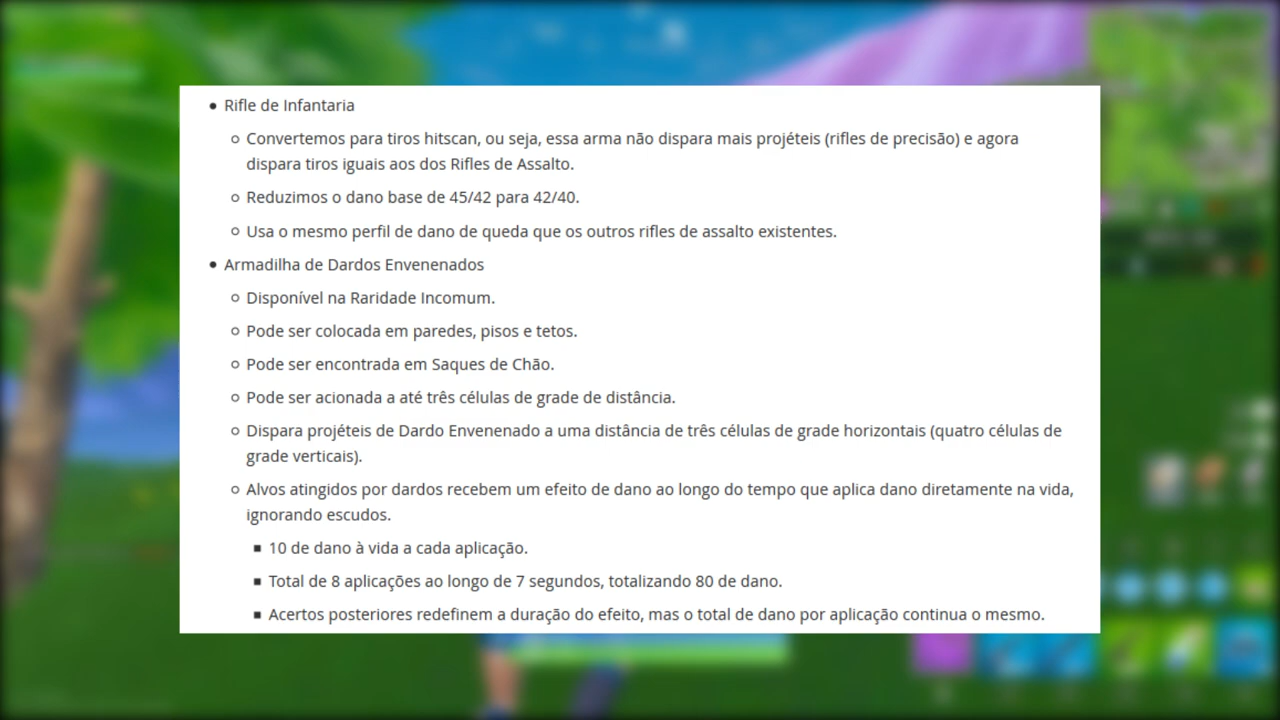 Rifle de Infantaria
Convertemos para tiros hitscan, ou seja, essa arma não dispara mais projéteis (rifles de precisão) e agora
dispara tiros iguais aos dos Rifles de Assalto.
Reduzimos o dano base de 45/42 para 42/40.
Usa o mesmo perfil de dano de queda que os outros rifles de assalto existentes.
Armadilha de Dardos Envenenados
Disponível na Raridade Incomum.
Pode ser colocada em paredes, pisos e tetos.
Pode ser encontrada em Saques de Chão.
Pode ser acionada a até três células de grade de distância.
Dispara projéteis de Dardo Envenenado a uma distância de três células de grade horizontais (quatro células de
grade verticais).
Alvos atingidos por dardos recebem um efeito de dano ao longo do tempo que aplica dano diretamente na vida,
ignorando escudos.
10 de dano à vida a cada aplicação.
Total de 8 aplicações ao longo de 7 segundos, totalizando 80 de dano.
Acertos posteriores redefinem a duração do efeito, mas o total de dano por aplicação continua o mesmo.